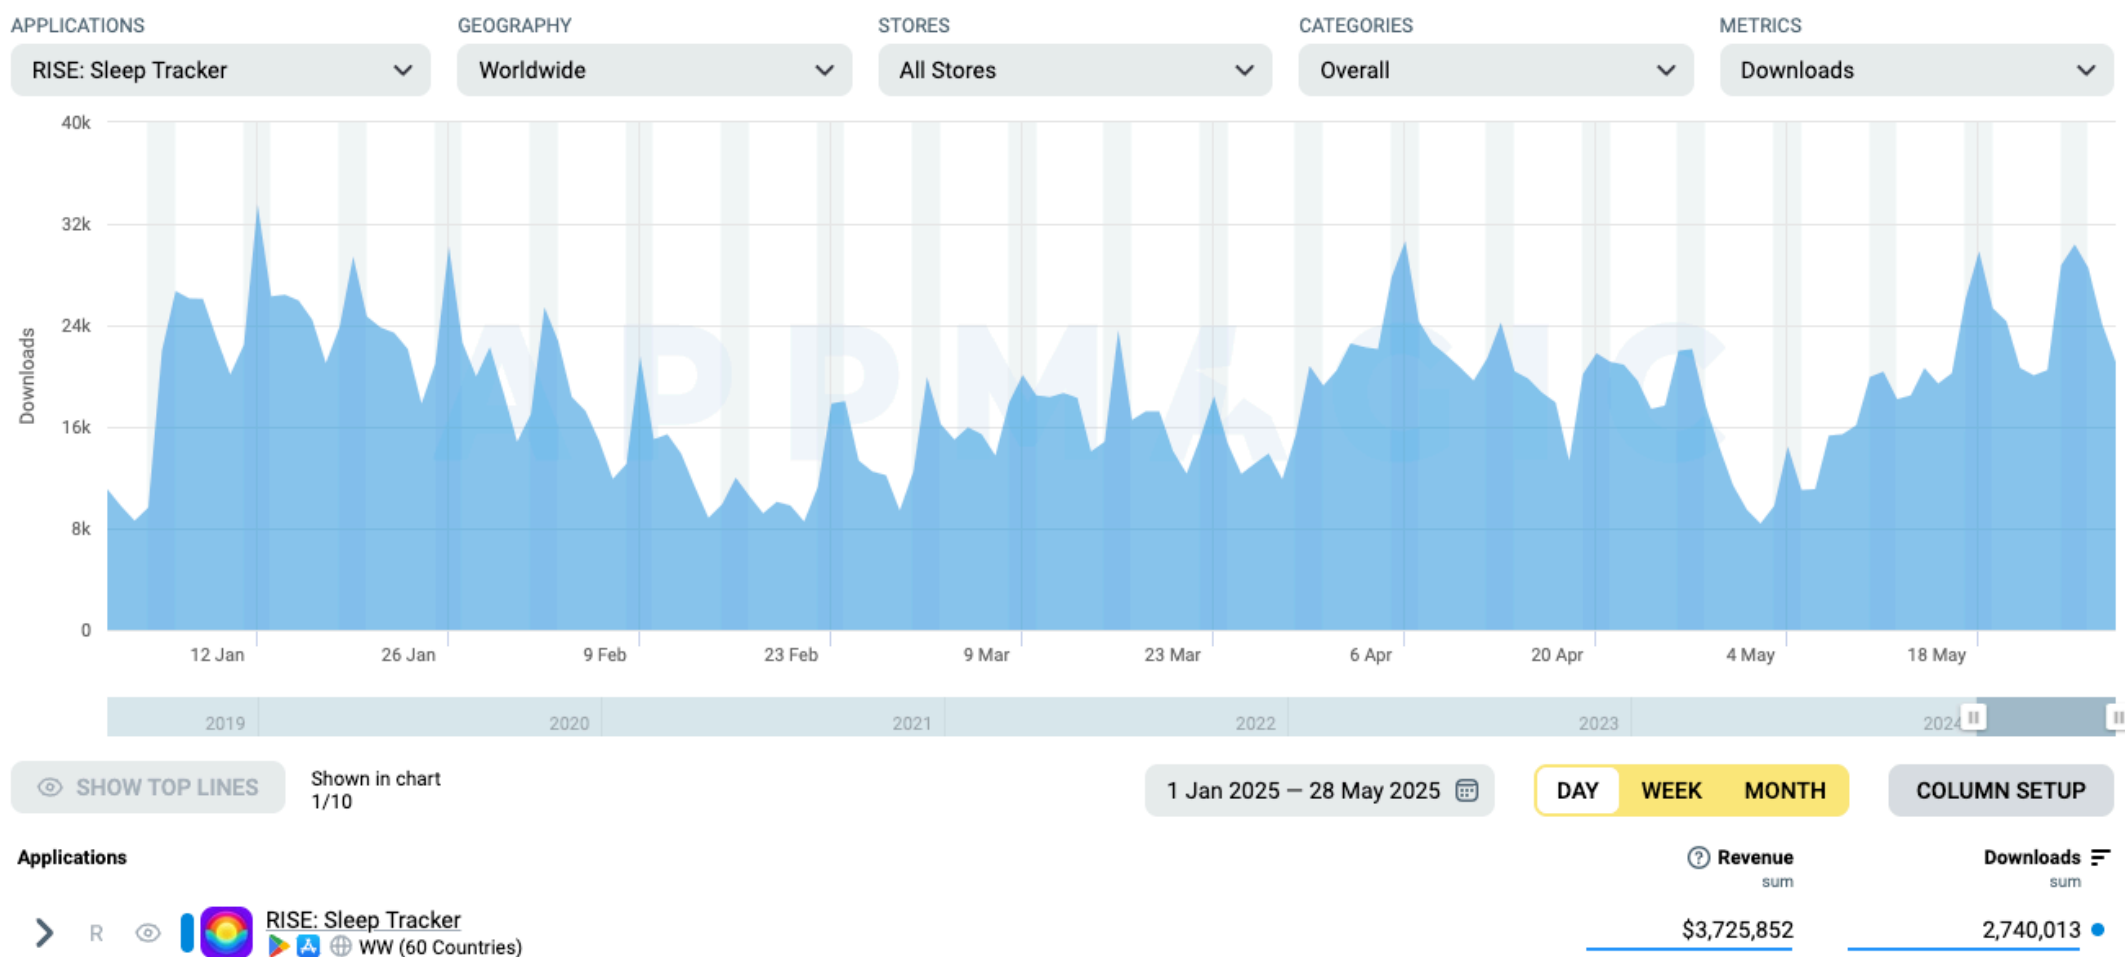 APPLICATIONS GEOGRAPHY STORES CATEGORIES METRICS
RISE: Sleep Tracker Worldwide All Stores Overall Downloads
40k
32k
24k
16k
8k
0
Downloads
APPMAGIC
12 Jan 26 Jan 9 Feb 23 Feb 9 Mar 23 Mar 6 Apr 20 Apr 4 May 18 May
2019 2020 2021 2022 2023 2024
SHOW TOP LINES
Shown in chart
1/10
1 Jan 2025 — 28 May 2025
DAY WEEK MONTH
COLUMN SETUP
Applications ? Revenue Downloads
sum sum
R RISE: Sleep Tracker $3,725,852 2,740,013
WW (60 Countries)